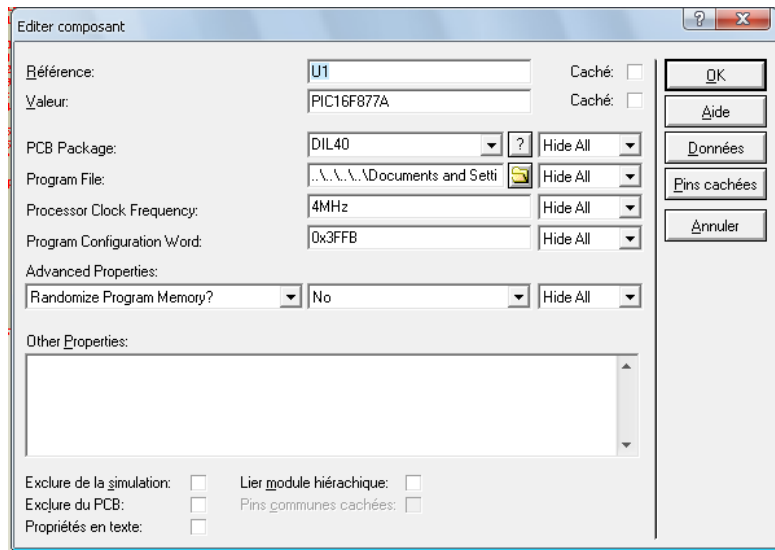 Editer composant
Référence: U1 Caché: OK
Valeur: PIC16F877A Caché: Aide
PCB Package: DIL40 ? Hide All Données
Program File: ..\..\..\..\Documents and Setti Hide All Pins cachées
Processor Clock Frequency: 4MHz Hide All
Program Configuration Word: 0x3FFB Hide All Annuler
Advanced Properties:
Randomize Program Memory? No Hide All
Other Properties:
Exclure de la simulation: Lier module hiérachique:
Exclure du PCB: Pins communes cachées:
Propriétés en texte: